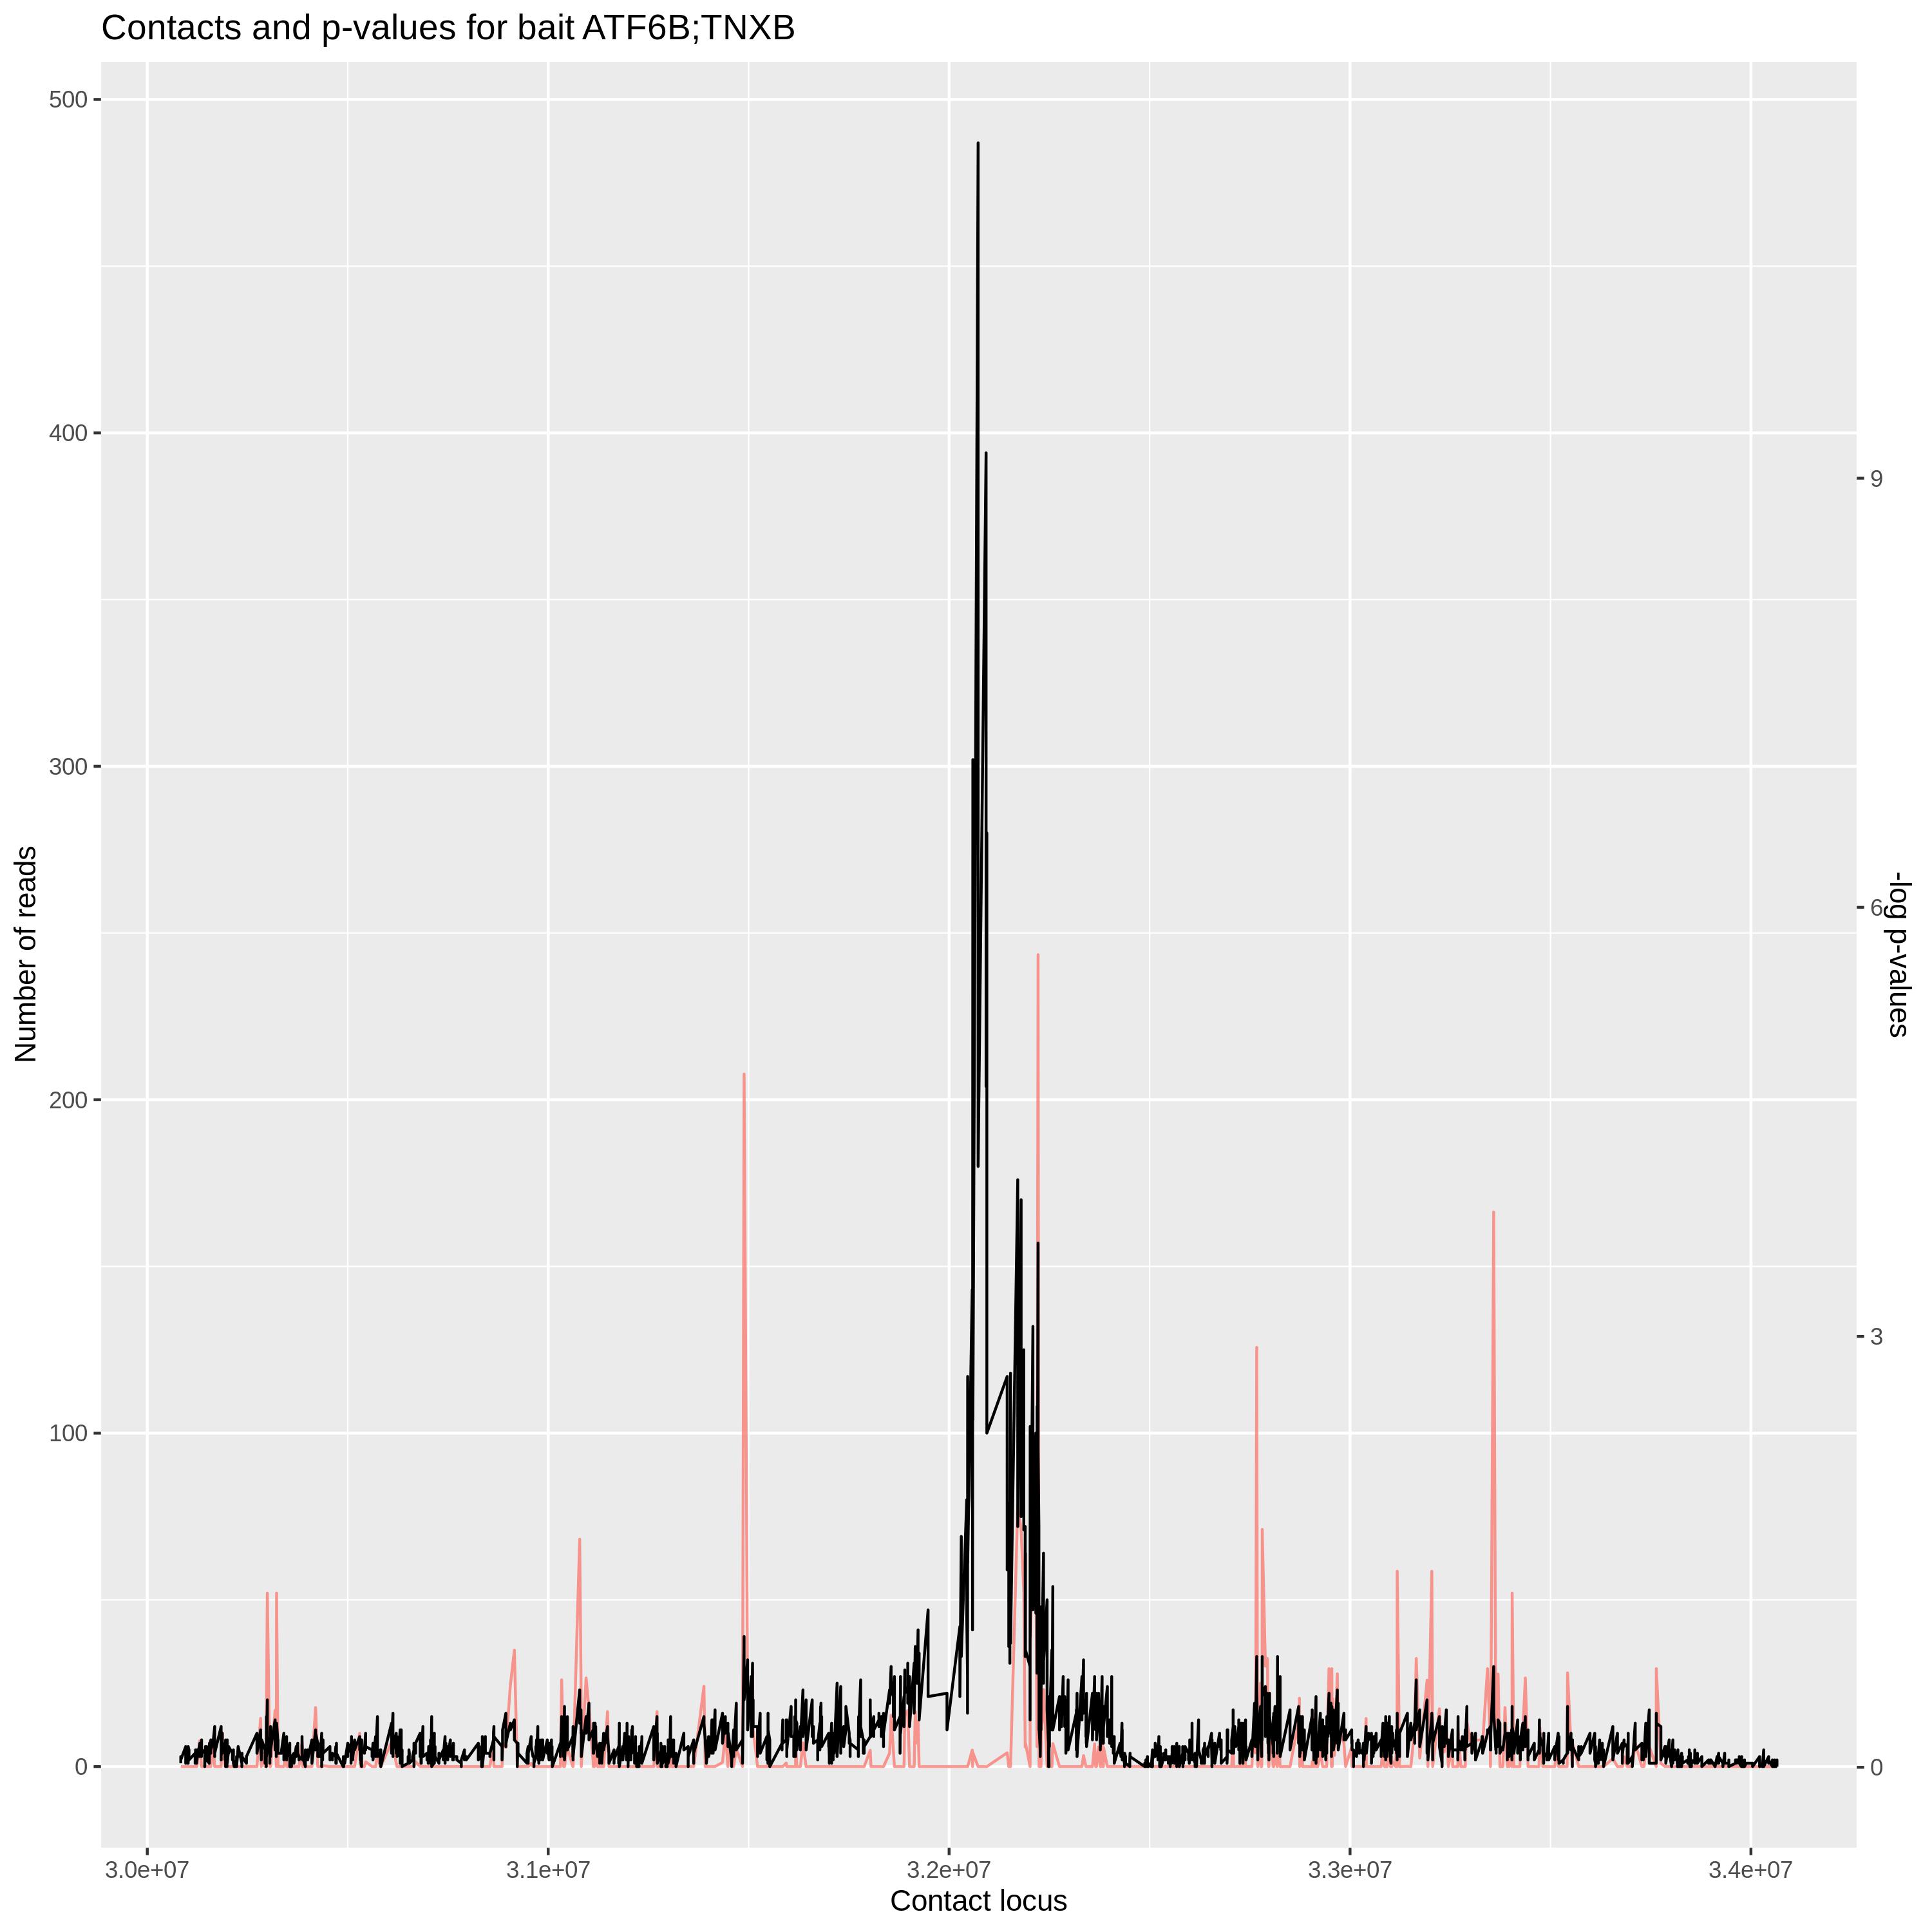 Contacts and p-values for bait ATF6B;TNXB
500
400
300
200
100
0
Number of reads
9
6
3
0
-log p-values
3.0e+07 3.1e+07 3.2e+07 3.3e+07 3.4e+07
Contact locus